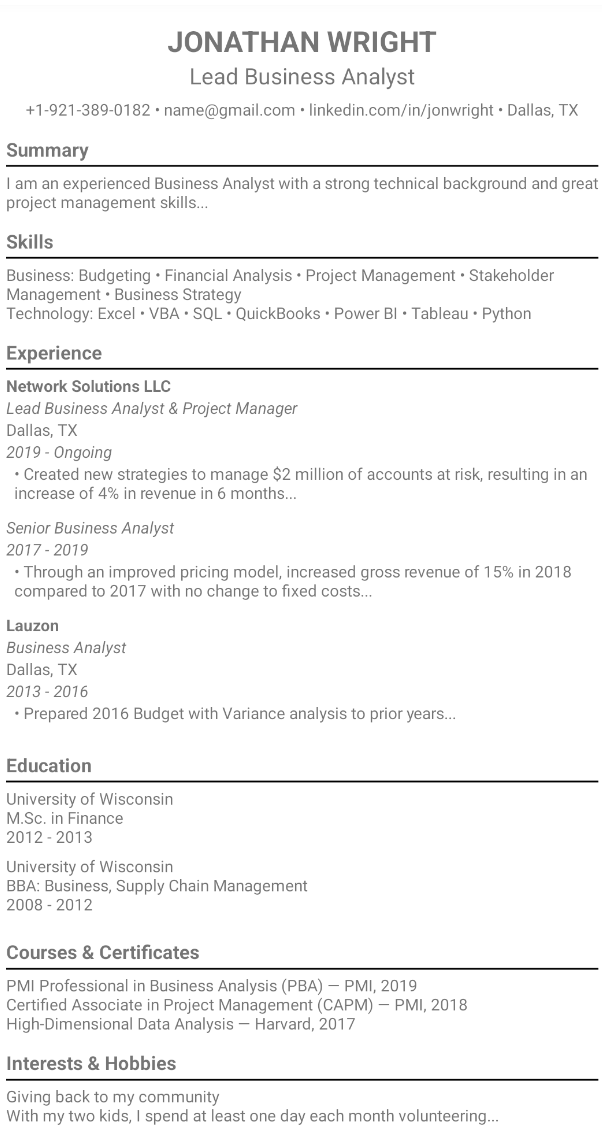 JONATHAN WRIGHT
Lead Business Analyst
+1-921-389-0182 • name@gmail.com • linkedin.com/in/jonwright • Dallas, TX
Summary
I am an experienced Business Analyst with a strong technical background and great
project management skills...
Skills
Business: Budgeting • Financial Analysis • Project Management • Stakeholder
Management • Business Strategy
Technology: Excel • VBA • SQL • QuickBooks • Power BI • Tableau • Python
Experience
Network Solutions LLC
Lead Business Analyst & Project Manager
Dallas, TX
2019 - Ongoing
• Created new strategies to manage $2 million of accounts at risk, resulting in an
increase of 4% in revenue in 6 months...
Senior Business Analyst
2017 - 2019
• Through an improved pricing model, increased gross revenue of 15% in 2018
compared to 2017 with no change to fixed costs...
Lauzon
Business Analyst
Dallas, TX
2013 - 2016
• Prepared 2016 Budget with Variance analysis to prior years...
Education
University of Wisconsin
M.Sc. in Finance
2012 - 2013
University of Wisconsin
BBA: Business, Supply Chain Management
2008 - 2012
Courses & Certificates
PMI Professional in Business Analysis (PBA) — PMI, 2019
Certified Associate in Project Management (CAPM) — PMI, 2018
High-Dimensional Data Analysis — Harvard, 2017
Interests & Hobbies
Giving back to my community
With my two kids, I spend at least one day each month volunteering...